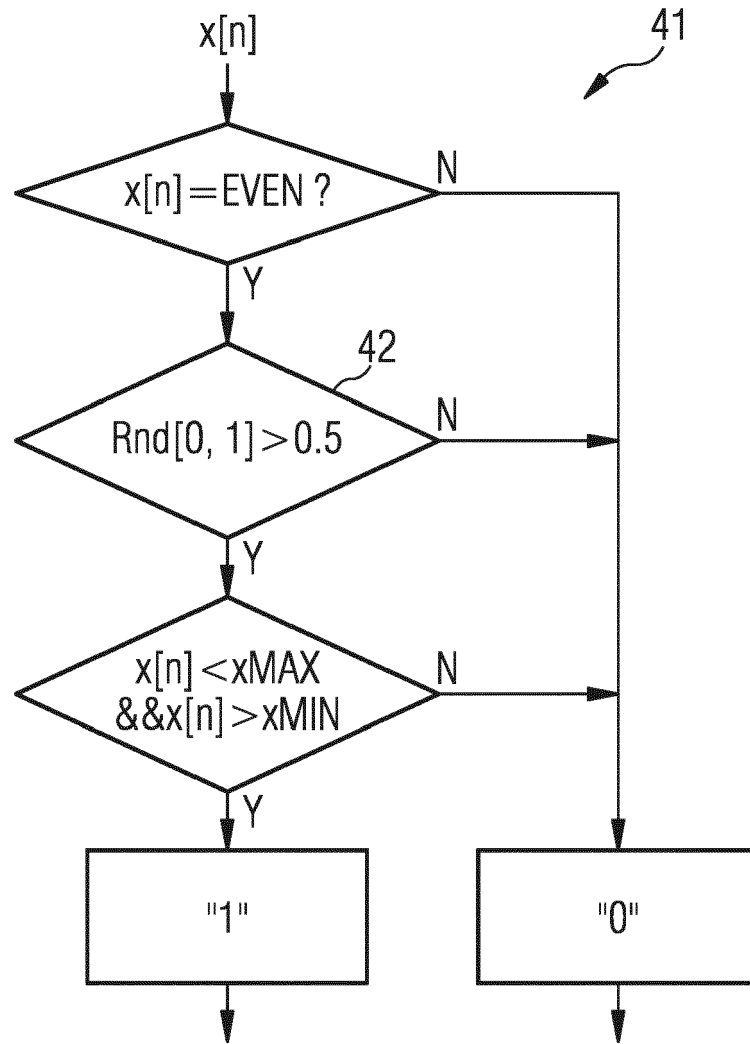 x[n]
41
x[n]=EVEN ?
N
Y
42
Rnd[0, 1]>0.5
N
Y
x[n]<xMAX
&&x[n]>xMIN
N
Y
"1"
"0"